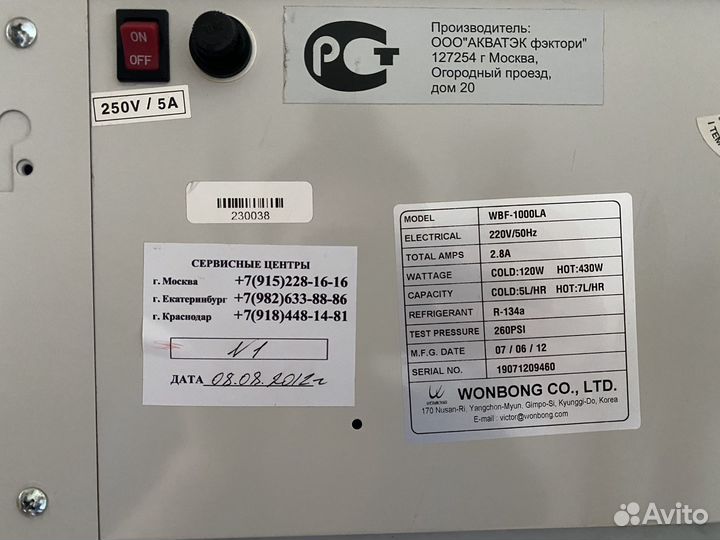 ON
OFF
250V / 5A
РСТ
Производитель:
ООО"АКВАТЭК фэктори"
127254 г Москва,
Огородный проезд,
дом 20
230038
СЕРВИСНЫЕ ЦЕНТРЫ
г. Москва +7(915)228-16-16
г. Екатеринбург +7(982)633-88-86
г. Краснодар +7(918)448-14-81
N1
ДАТА 08.08.2012г
MODEL WBF-1000LA
ELECTRICAL 220V/50Hz
TOTAL AMPS 2.8A
WATTAGE COLD:120W HOT:430W
CAPACITY COLD:5L/HR HOT:7L/HR
REFRIGERANT R-134a
TEST PRESSURE 260PSI
M.F.G. DATE 07 / 06 / 12
SERIAL NO. 19071209460
WONBONG
WONBONG CO., LTD.
170 Nusan-Ri, Yangchon-Myun, Gimpo-Si, Kyunggi-Do, Korea
E-mail : victor@wonbong.com
Avito